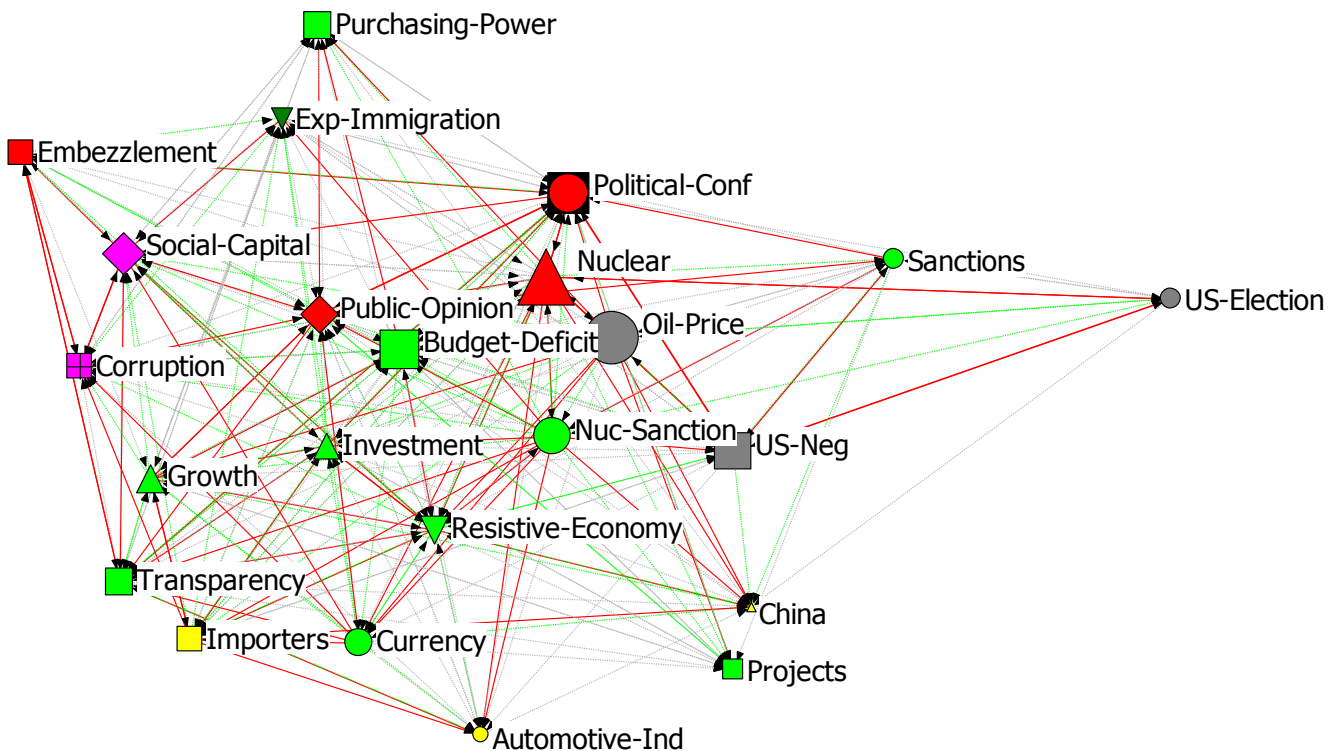 Purchasing-Power
Exp-Immigration
Embezzlement
Political-Conf
Social-Capital
Nuclear
Sanctions
US-Election
Public-Opinion
Oil-Price
Budget-Deficit
Corruption
Nuc-Sanction
Investment
US-Neg
Growth
Resistive-Economy
Transparency
China
Importers
Currency
Projects
Automotive-Ind